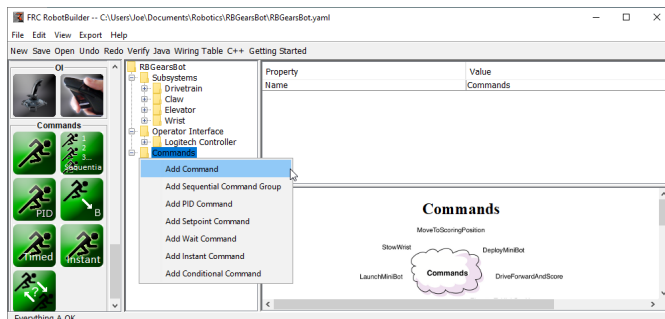 FRC RobotBuilder -- C:\Users\Joe\Documents\Robotics\RBGearsBot\RBGearsBot.yaml
File Edit View Export Help
New Save Open Undo Redo Verify Java Wiring Table C++ Getting Started
OI
Commands
1
2
3...
Sequentia
PID
B
Timed
Instant
?
RBGearsBot
Subsystems
Drivetrain
Claw
Elevator
Wrist
Operator Interface
Logitech Controller
Commands
Add Command
Add Sequential Command Group
Add PID Command
Add Setpoint Command
Add Wait Command
Add Instant Command
Add Conditional Command
Property Value
Name Commands
Commands
MoveToScoringPosition
StowWrist
DeployMiniBot
LaunchMiniBot
Commands
DriveForwardAndScore
Everything A OK